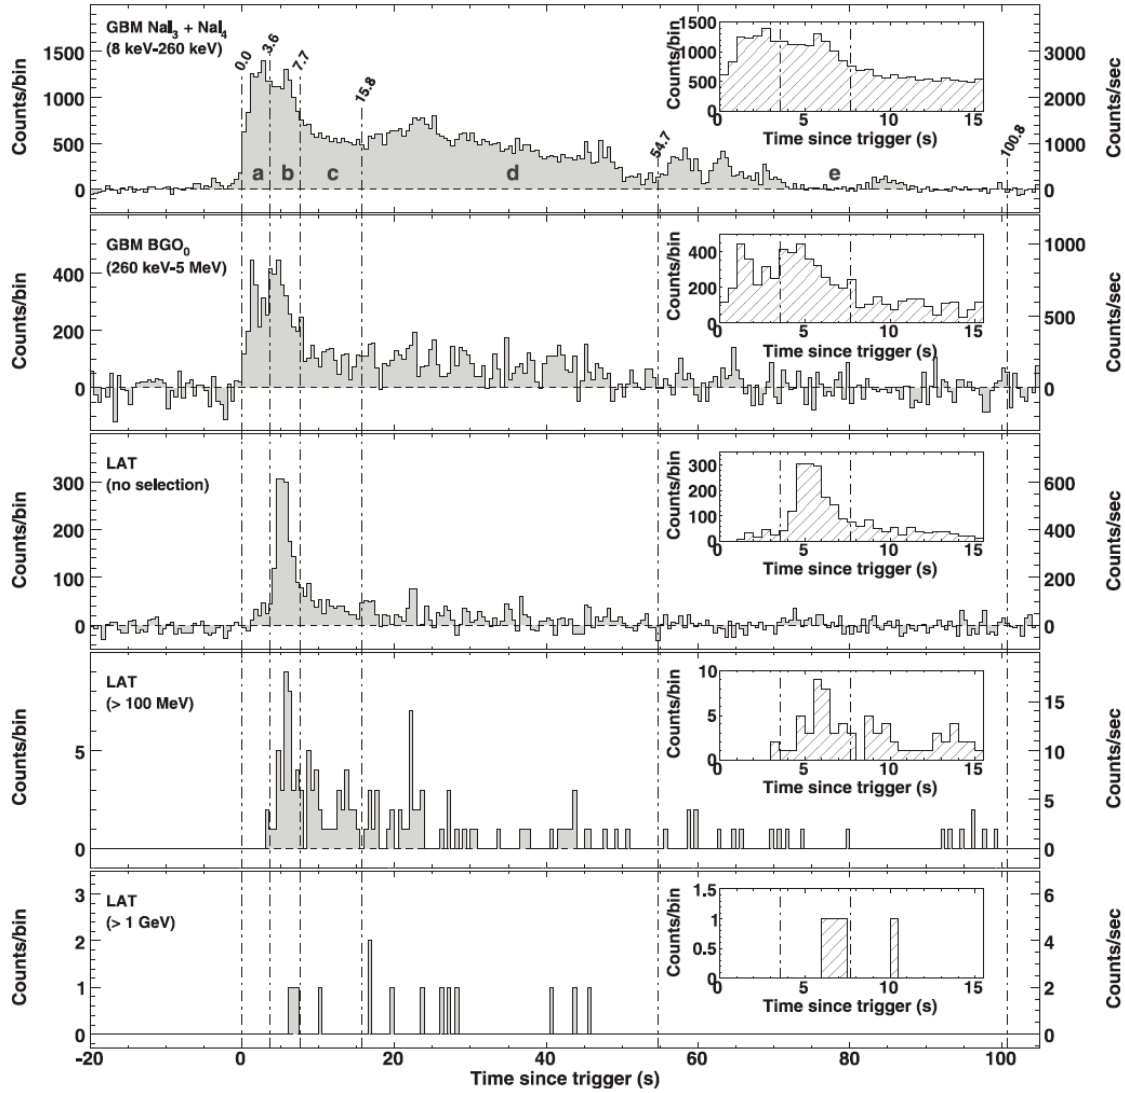 GBM NaI₃ + NaI₄
(8 keV-260 keV)
0.0
3.6
7.7
15.8
54.7
100.8
a
b
c
d
e
Counts/bin
1500
1000
500
0
3000
2000
1000
0
Counts/sec
Counts/bin
1500
1000
500
0
0
5
10
15
Time since trigger (s)
GBM BGO₀
(260 keV-5 MeV)
Counts/bin
400
200
0
1000
500
0
Counts/sec
Counts/bin
400
200
0
0
5
10
15
Time since trigger (s)
LAT
(no selection)
Counts/bin
300
200
100
0
600
400
200
0
Counts/sec
Counts/bin
300
200
100
0
0
5
10
15
Time since trigger (s)
LAT
(> 100 MeV)
Counts/bin
5
0
15
10
5
0
Counts/sec
Counts/bin
10
5
0
0
5
10
15
Time since trigger (s)
LAT
(> 1 GeV)
Counts/bin
3
2
1
0
6
4
2
0
Counts/sec
Counts/bin
1.5
1
0.5
0
0
5
10
15
Time since trigger (s)
-20
0
20
40
60
80
100
Time since trigger (s)